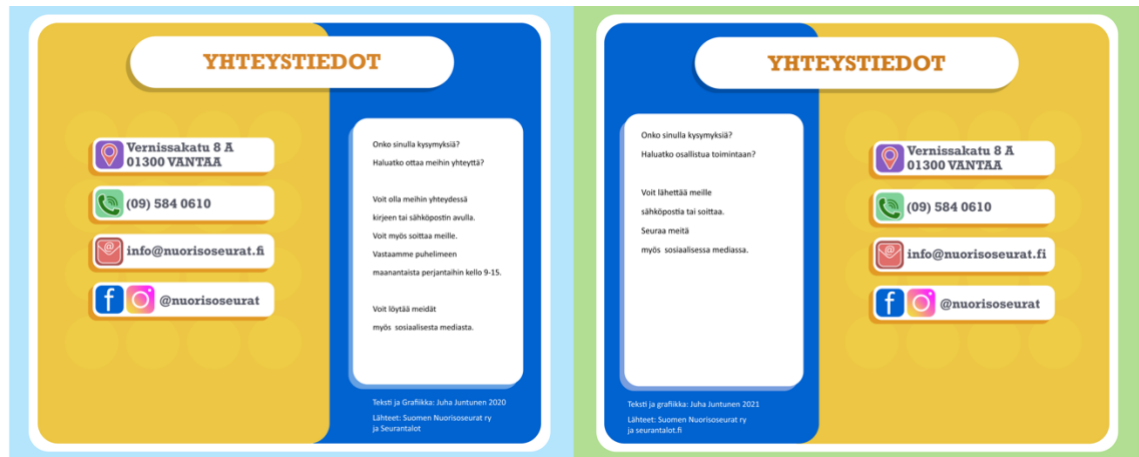 YHTEYSTIEDOT
Vernissakatu 8 A
01300 VANTAA
(09) 584 0610
info@nuorisoseurat.fi
@nuorisoseurat
Onko sinulla kysymyksiä?
Haluatko ottaa meihin yhteyttä?
Voit olla meihin yhteydessä
kirjeen tai sähköpostin avulla.
Voit myös soittaa meille.
Vastaamme puhelimeen
maanantaista perjantaihin kello 9-15.
Voit löytää meidät
myös sosiaalisesta mediasta.
Teksti ja Grafiikka: Juha Juntunen 2020
Lähteet: Suomen Nuorisoseurat ry
ja Seurantalot
YHTEYSTIEDOT
Onko sinulla kysymyksiä?
Haluatko osallistua toimintaan?
Voit lähettää meille
sähköpostia tai soittaa.
Seuraa meitä
myös sosiaalisessa mediassa.
Teksti ja grafiikka: Juha Juntunen 2021
Lähteet: Suomen Nuorisoseurat ry
ja seurantalot.fi
Vernissakatu 8 A
01300 VANTAA
(09) 584 0610
info@nuorisoseurat.fi
@nuorisoseurat